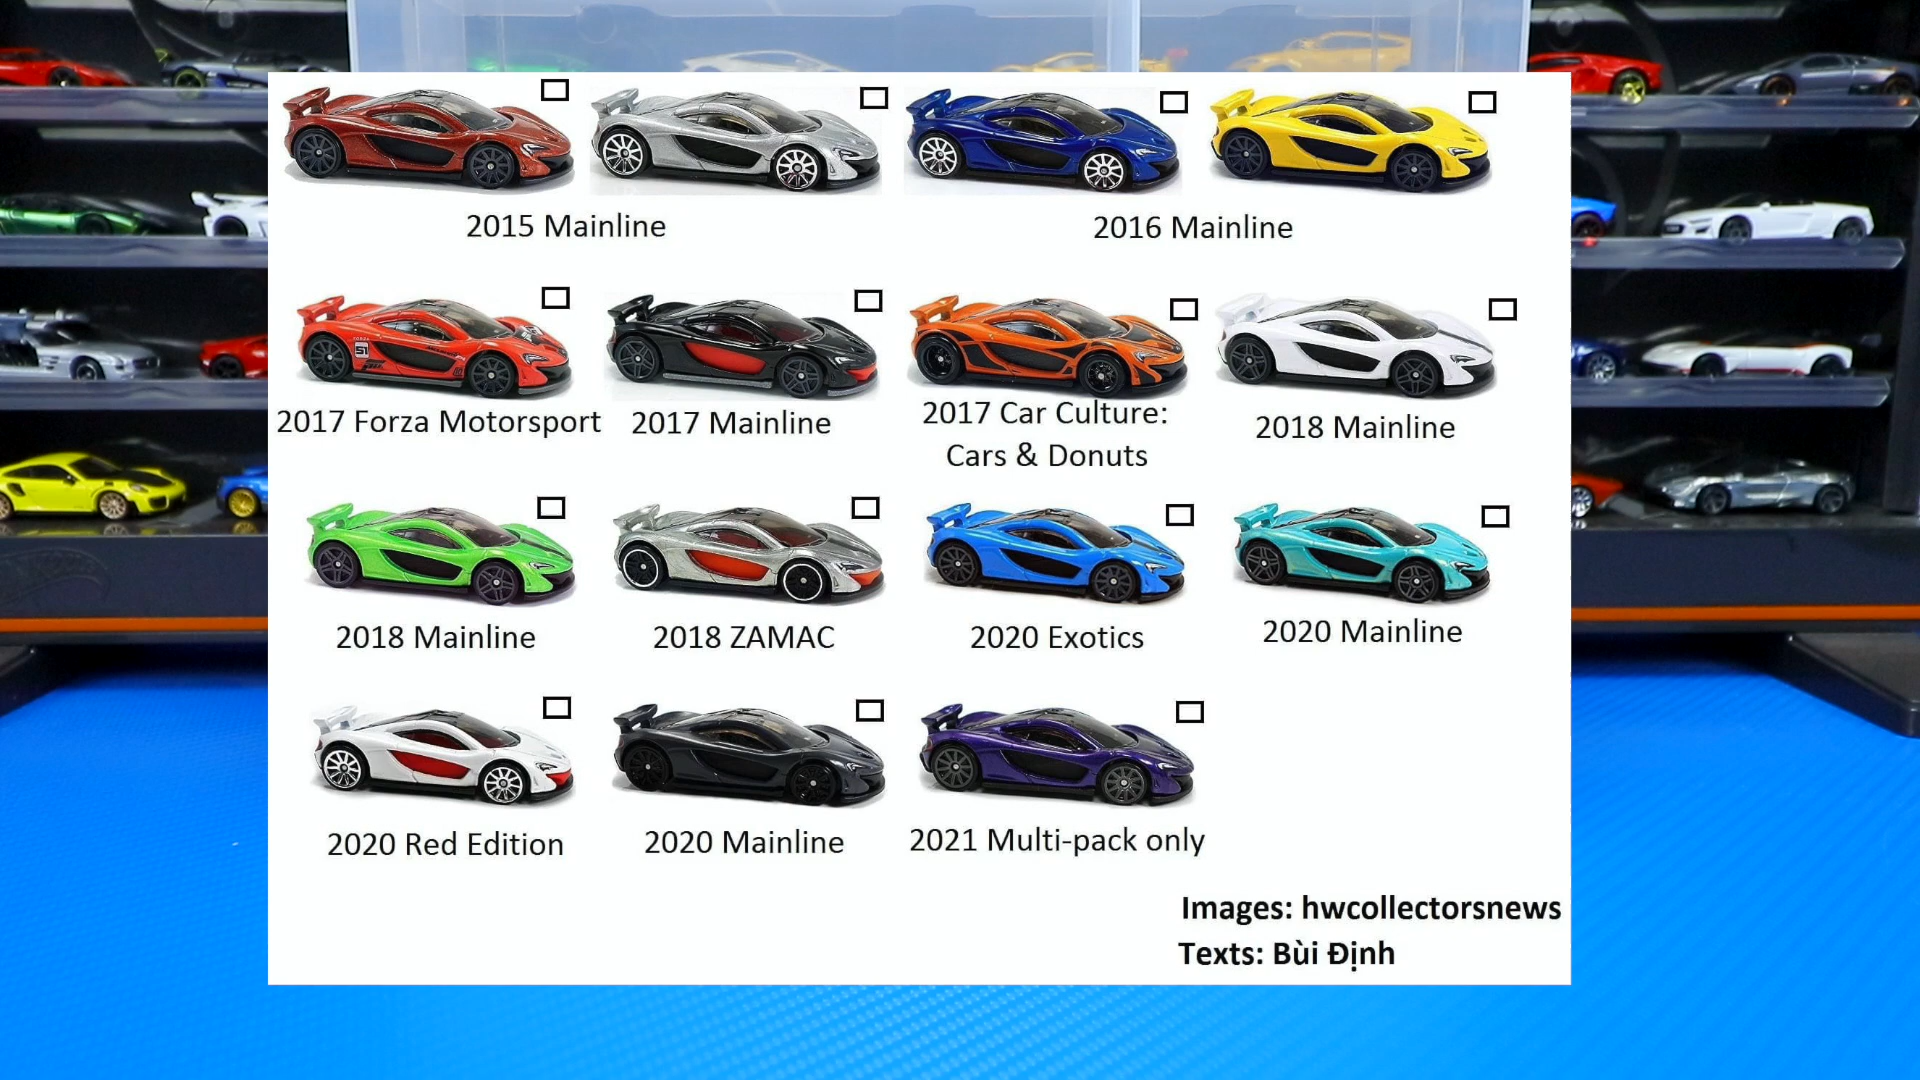 2015 Mainline
2016 Mainline
2017 Forza Motorsport
2017 Mainline
2017 Car Culture:
Cars & Donuts
2018 Mainline
2018 Mainline
2018 ZAMAC
2020 Exotics
2020 Mainline
2020 Red Edition
2020 Mainline
2021 Multi-pack only
Images: hwcollectorsnews
Texts: Bùi Định